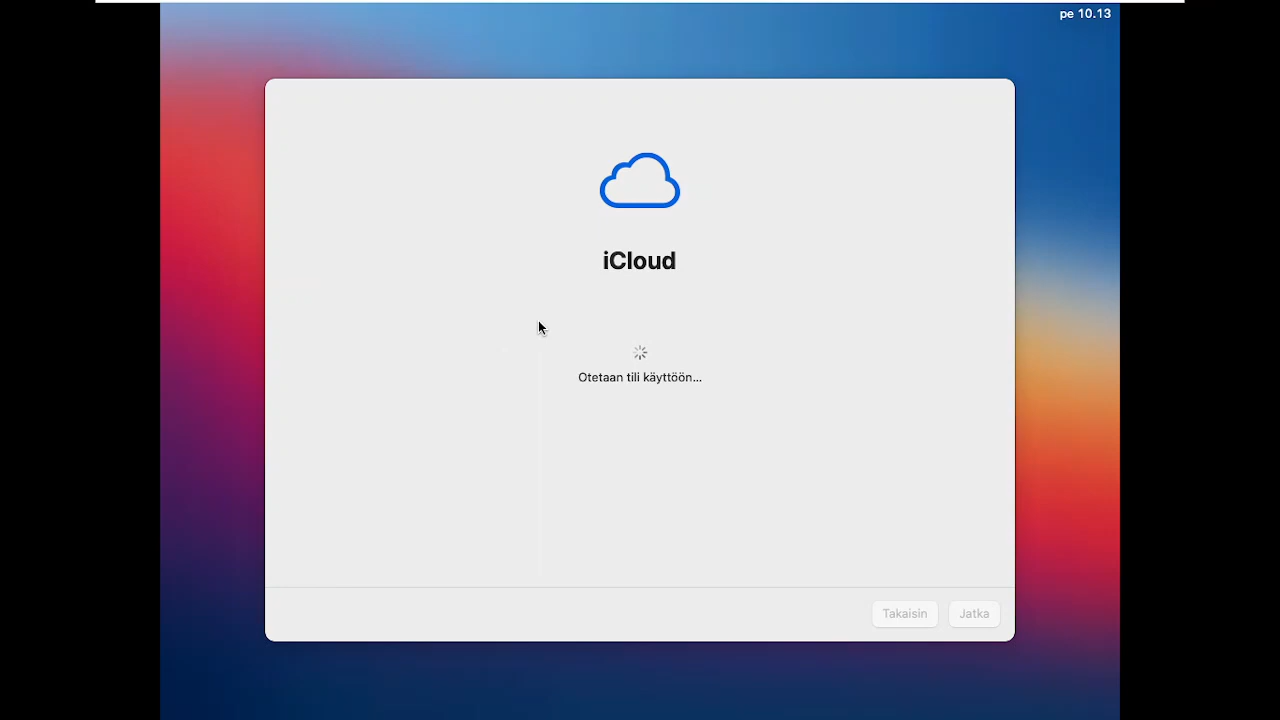 pe 10.13
iCloud
Otetaan tili käyttöön...
Takaisin
Jatka